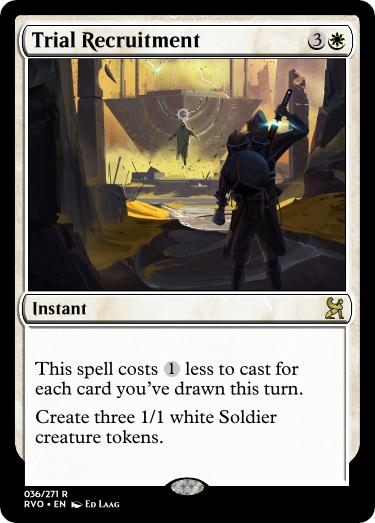 Trial Recruitment 3
Instant
This spell costs 1 less to cast for
each card you've drawn this turn.
Create three 1/1 white Soldier
creature tokens.
036/271 R
RVO • EN Ed Laag